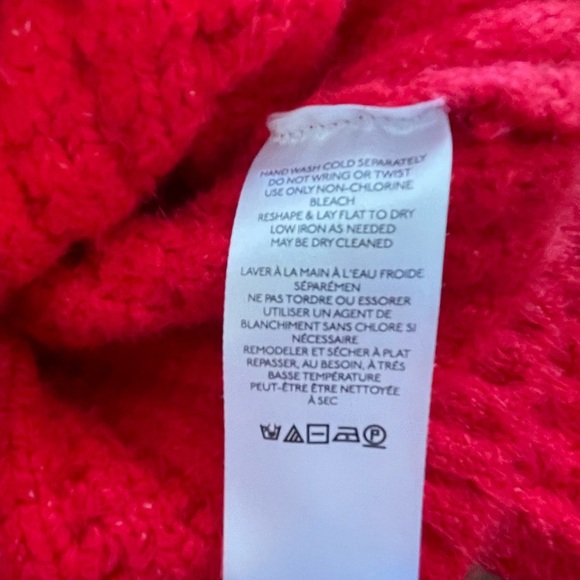 HAND WASH COLD SEPARATELY
DO NOT WRING OR TWIST
USE ONLY NON-CHLORINE
BLEACH
RESHAPE & LAY FLAT TO DRY
LOW IRON AS NEEDED
MAY BE DRY CLEANED
LAVER À LA MAIN À L'EAU FROIDE
SÉPARÉMEN
NE PAS TORDRE OU ESSORER
UTILISER UN AGENT DE
BLANCHIMENT SANS CHLORE SI
NÉCESSAIRE
REMODELER ET SÉCHER À PLAT
REPASSER, AU BESOIN, À TRÈS
BASSE TEMPÉRATURE
PEUT-ÊTRE ÊTRE NETTOYÉE
À SEC
P